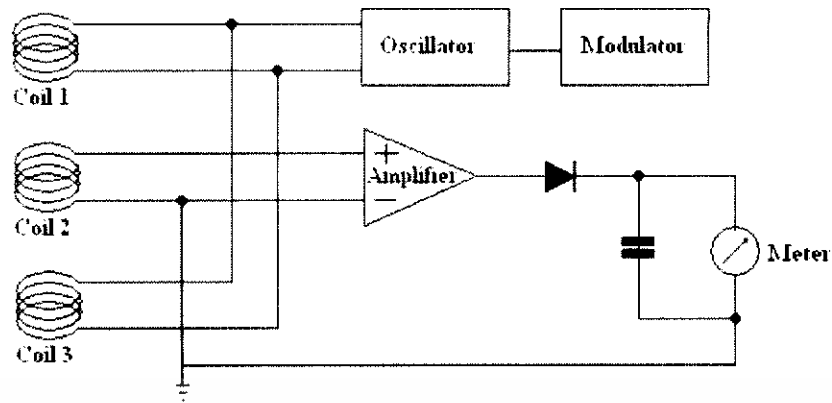 Oscillator
Modulator
Coil 1
+
Amplifier
−
Coil 2
Meter
Coil 3